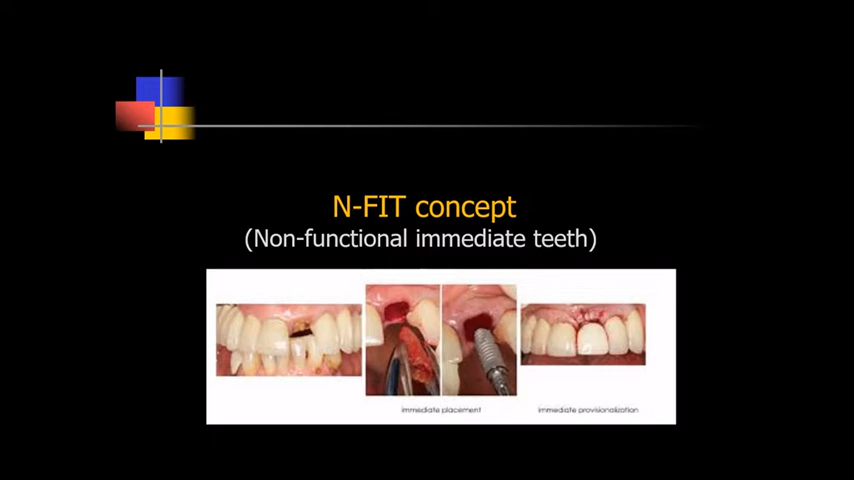 N-FIT concept
(Non-functional immediate teeth)
immediate placement
immediate provisionalization